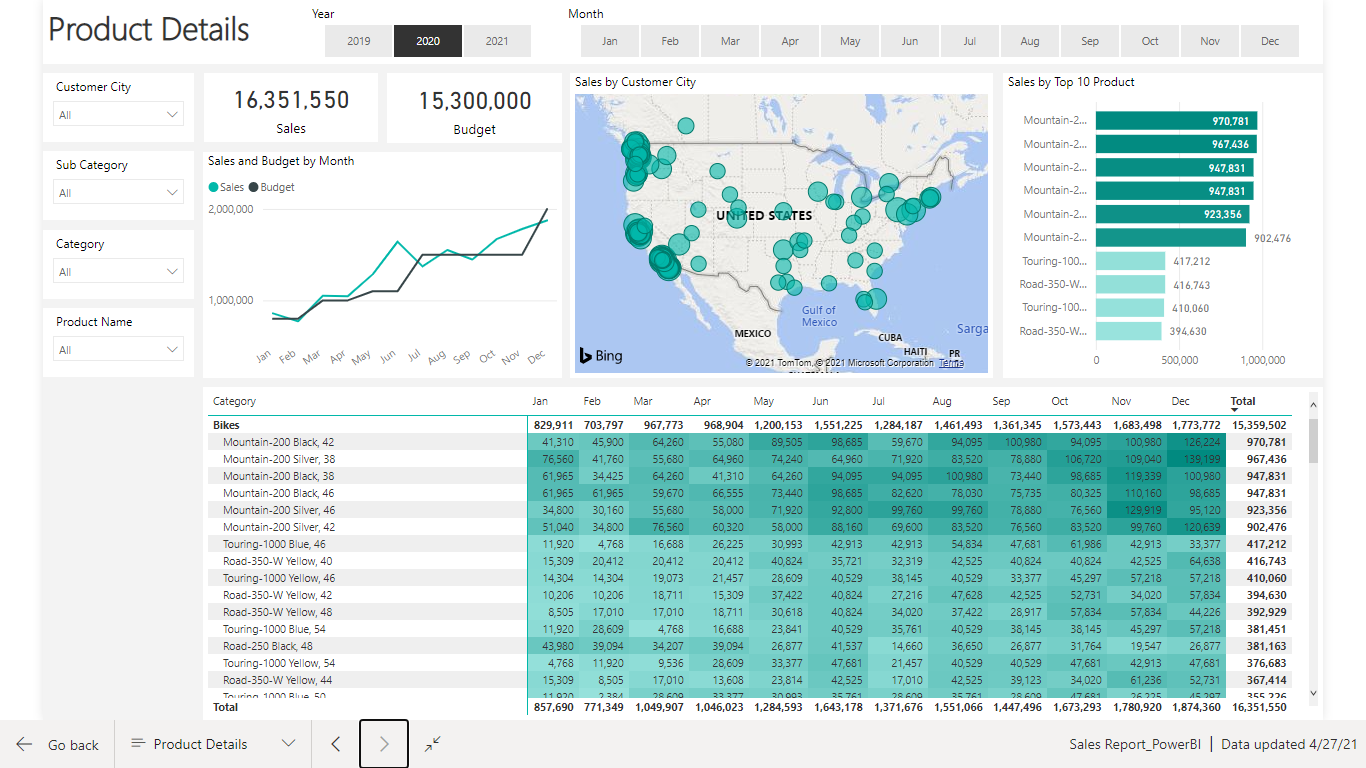 Product Details
Year
2019 2020 2021
Month
Jan Feb Mar Apr May Jun Jul Aug Sep Oct Nov Dec
Customer City
All
Sub Category
All
Category
All
Product Name
All
16,351,550
Sales
15,300,000
Budget
Sales and Budget by Month
Sales Budget
2,000,000
1,000,000
Jan Feb Mar Apr May Jun Jul Aug Sep Oct Nov Dec
Sales by Customer City
UNITED STATES
Gulf of
Mexico
Sarga
MEXICO
CUBA
HAITI
PR
Bing
© 2021 TomTom, © 2021 Microsoft Corporation Terms
Sales by Top 10 Product
Mountain-2... 970,781
Mountain-2... 967,436
Mountain-2... 947,831
Mountain-2... 947,831
Mountain-2... 923,356
Mountain-2... 902,476
Touring-100... 417,212
Road-350-W... 416,743
Touring-100... 410,060
Road-350-W... 394,630
0 500,000 1,000,000
Category Jan Feb Mar Apr May Jun Jul Aug Sep Oct Nov Dec Total
Bikes 829,911 703,797 967,773 968,904 1,200,153 1,551,225 1,284,187 1,461,493 1,361,345 1,573,443 1,683,498 1,773,772 15,359,502
Mountain-200 Black, 42 41,310 45,900 64,260 55,080 89,505 98,685 59,670 94,095 100,980 94,095 100,980 126,224 970,781
Mountain-200 Silver, 38 76,560 41,760 55,680 64,960 74,240 64,960 71,920 83,520 78,880 106,720 109,040 139,199 967,436
Mountain-200 Black, 38 61,965 34,425 64,260 41,310 64,260 94,095 94,095 100,980 73,440 98,685 119,339 100,980 947,831
Mountain-200 Black, 46 61,965 61,965 59,670 66,555 73,440 98,685 82,620 78,030 75,735 80,325 110,160 98,685 947,831
Mountain-200 Silver, 46 34,800 30,160 55,680 58,000 71,920 92,800 99,760 99,760 78,880 76,560 129,919 95,120 923,356
Mountain-200 Silver, 42 51,040 34,800 76,560 60,320 58,000 88,160 69,600 83,520 76,560 83,520 99,760 120,639 902,476
Touring-1000 Blue, 46 11,920 4,768 16,688 26,225 30,993 42,913 42,913 54,834 47,681 61,986 42,913 33,377 417,212
Road-350-W Yellow, 40 15,309 20,412 20,412 20,412 40,824 35,721 32,319 42,525 40,824 40,824 42,525 64,638 416,743
Touring-1000 Yellow, 46 14,304 14,304 19,073 21,457 28,609 40,529 38,145 40,529 33,377 45,297 57,218 57,218 410,060
Road-350-W Yellow, 42 10,206 10,206 18,711 15,309 37,422 40,824 27,216 47,628 42,525 52,731 34,020 57,834 394,630
Road-350-W Yellow, 48 8,505 17,010 17,010 18,711 30,618 40,824 34,020 37,422 28,917 57,834 57,834 44,226 392,929
Touring-1000 Blue, 54 11,920 28,609 4,768 16,688 23,841 40,529 35,761 40,529 38,145 38,145 45,297 57,218 381,451
Road-250 Black, 48 43,980 39,094 34,207 39,094 26,877 41,537 14,660 36,650 26,877 31,764 19,547 26,877 381,163
Touring-1000 Yellow, 54 4,768 11,920 9,536 28,609 33,377 47,681 21,457 40,529 40,529 47,681 42,913 47,681 376,683
Road-350-W Yellow, 44 15,309 8,505 17,010 13,608 23,814 42,525 17,010 42,525 39,123 34,020 61,236 52,731 367,414
Touring-1000 Blue, 50 11,920 2,384 28,609 33,377 30,993 35,761 28,609 35,761 28,609 47,681 26,225 45,297 355,226
Total 857,690 771,349 1,049,907 1,046,023 1,284,593 1,643,178 1,371,676 1,551,066 1,447,496 1,673,293 1,780,920 1,874,360 16,351,550
Go back Product Details Sales Report_PowerBI | Data updated 4/27/21